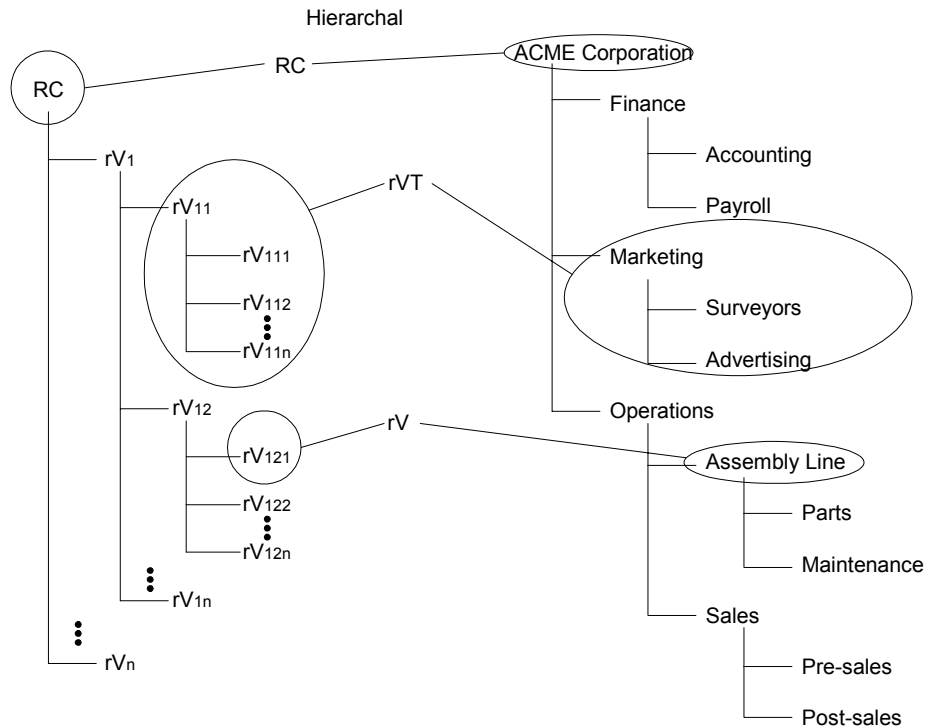 Hierarchal
RC
RC
ACME Corporation
rV1
rV11
rV111
rV112
rV11n
rV12
rV121
rV122
rV12n
rV1n
rVn
rVT
rV
Finance
Accounting
Payroll
Marketing
Surveyors
Advertising
Operations
Assembly Line
Parts
Maintenance
Sales
Pre-sales
Post-sales